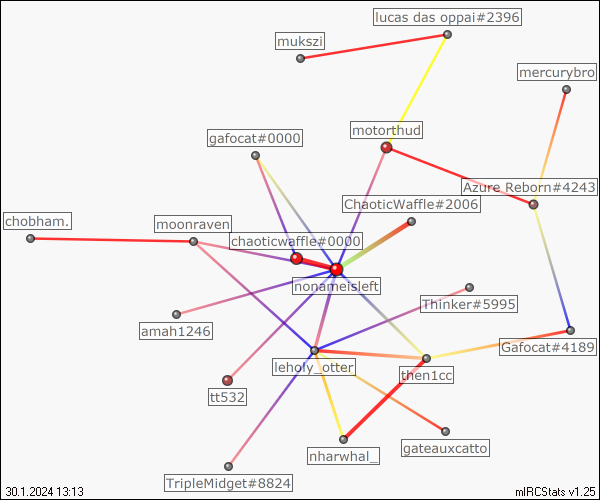 lucas das oppai#2396
mukszi
mercurybro
motorthud
gafocat#0000
Azure Reborn#4243
ChaoticWaffle#2006
chobham.
moonraven
chaoticwaffle#0000
nonameisleft
Thinker#5995
amah1246
Gafocat#4189
leholy_otter
then1cc
tt532
gateauxcatto
nharwhal_
TripleMidget#8824
30.1.2024 13:13
mIRCStats v1.25